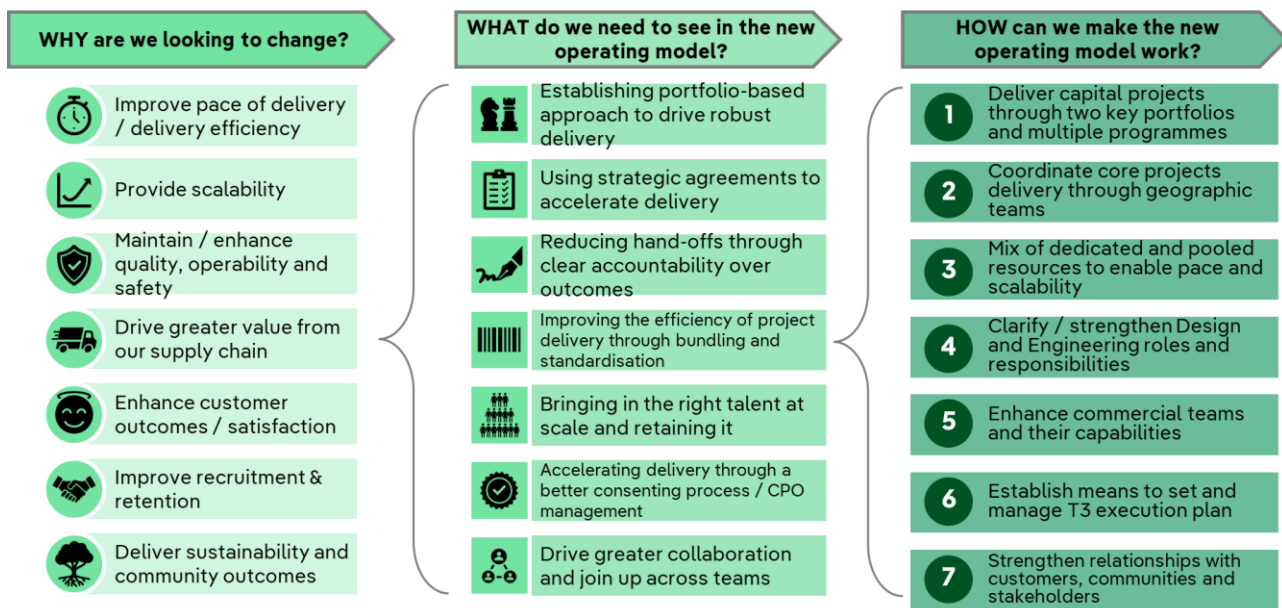 WHY are we looking to change?
Improve pace of delivery
/ delivery efficiency
Provide scalability
Maintain / enhance
quality, operability and
safety
Drive greater value from
our supply chain
Enhance customer
outcomes / satisfaction
Improve recruitment &
retention
Deliver sustainability and
community outcomes
WHAT do we need to see in the new
operating model?
Establishing portfolio-based
approach to drive robust
delivery
Using strategic agreements to
accelerate delivery
Reducing hand-offs through
clear accountability over
outcomes
Improving the efficiency of project
delivery through bundling and
standardisation
Bringing in the right talent at
scale and retaining it
Accelerating delivery through a
better consenting process / CPO
management
Drive greater collaboration
and join up across teams
HOW can we make the new
operating model work?
1
Deliver capital projects
through two key portfolios
and multiple programmes
2
Coordinate core projects
delivery through geographic
teams
3
Mix of dedicated and pooled
resources to enable pace and
scalability
4
Clarify / strengthen Design
and Engineering roles and
responsibilities
5
Enhance commercial teams
and their capabilities
6
Establish means to set and
manage T3 execution plan
7
Strengthen relationships with
customers, communities and
stakeholders